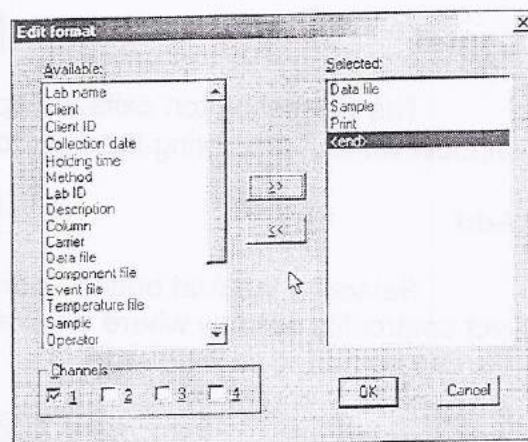 Edit format
Available:
Lab name
Client
Client ID
Collection date
Holding time
Method
Lab ID
Description
Column
Carrier
Data file
Component file
Event file
Temperature file
Sample
Operator
>>
<<
Selected:
Data file
Sample
Print
<end>
Channels
1 2 3 4
OK Cancel